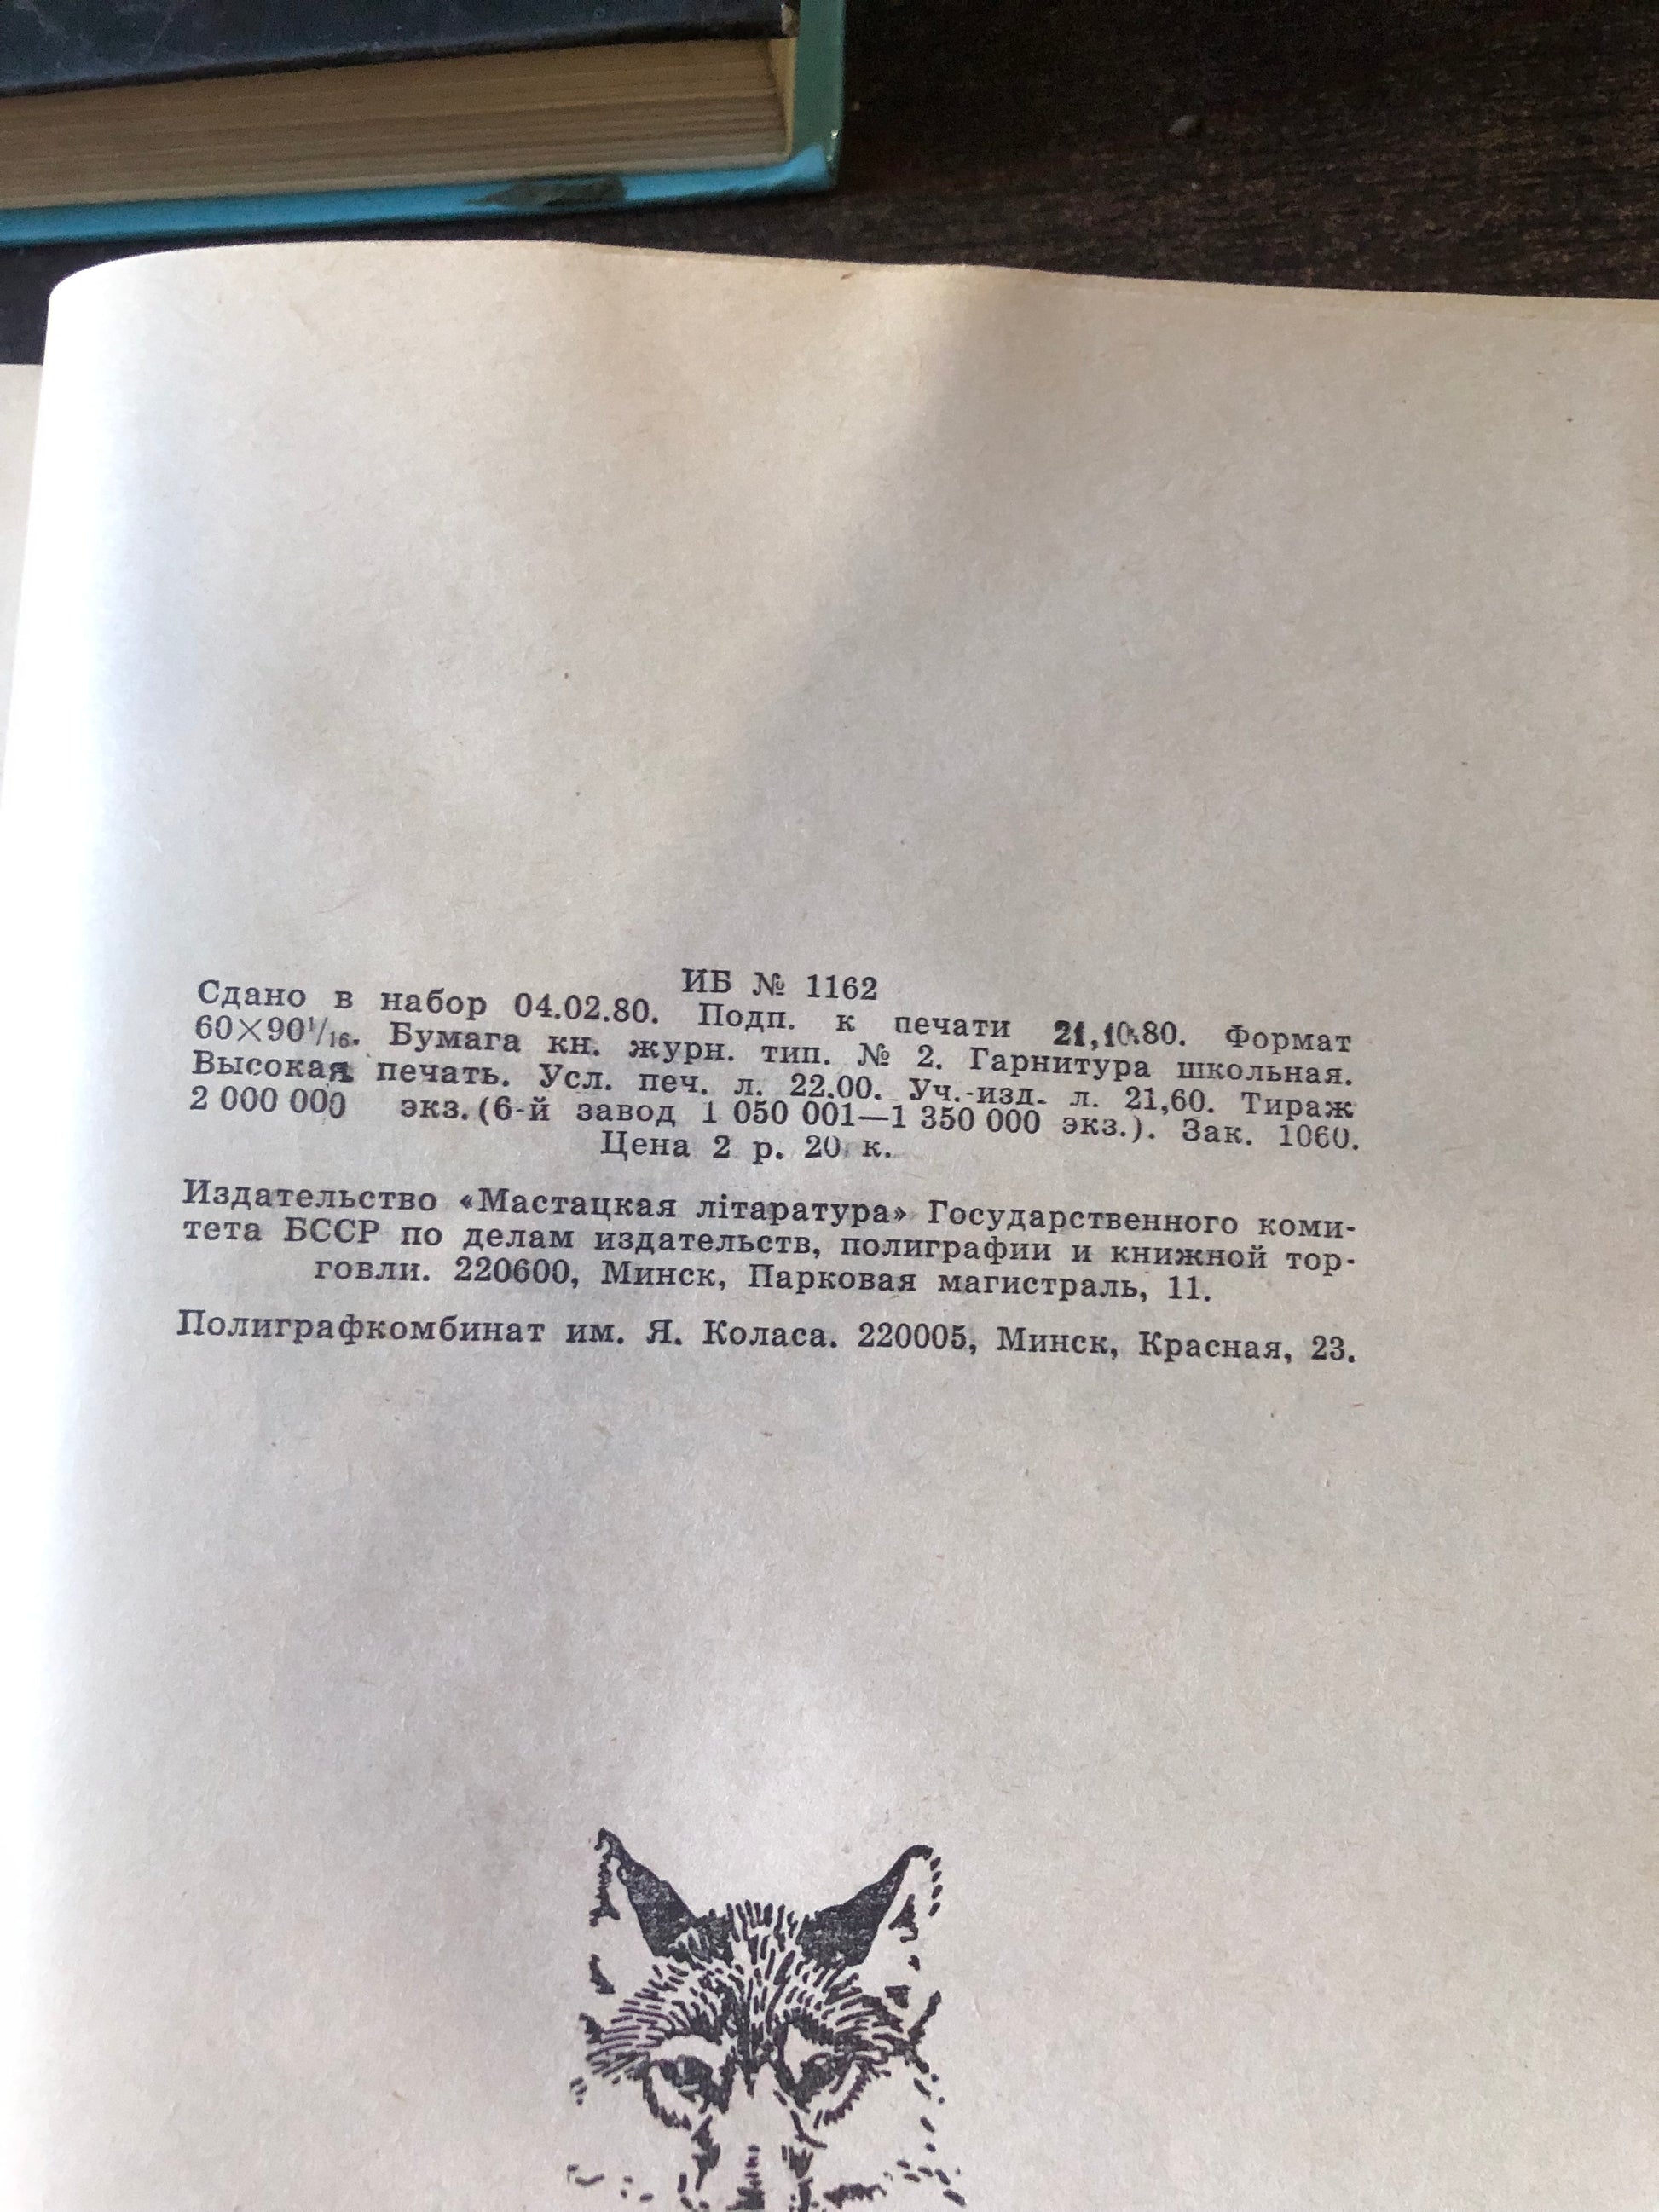 ИБ № 1162
Сдано в набор 04.02.80. Подп. к печати 21,10.80. Формат
60×90¹/₁₆. Бумага кн. журн. тип. № 2. Гарнитура школьная.
Высокая печать. Усл. печ. л. 22.00. Уч.-изд. л. 21,60. Тираж
2 000 000 экз. (6-й завод 1 050 001—1 350 000 экз.). Зак. 1060.
Цена 2 р. 20 к.
Издательство «Мастацкая літаратура» Государственного коми-
тета БССР по делам издательств, полиграфии и книжной тор-
говли. 220600, Минск, Парковая магистраль, 11.
Полиграфкомбинат им. Я. Коласа. 220005, Минск, Красная, 23.